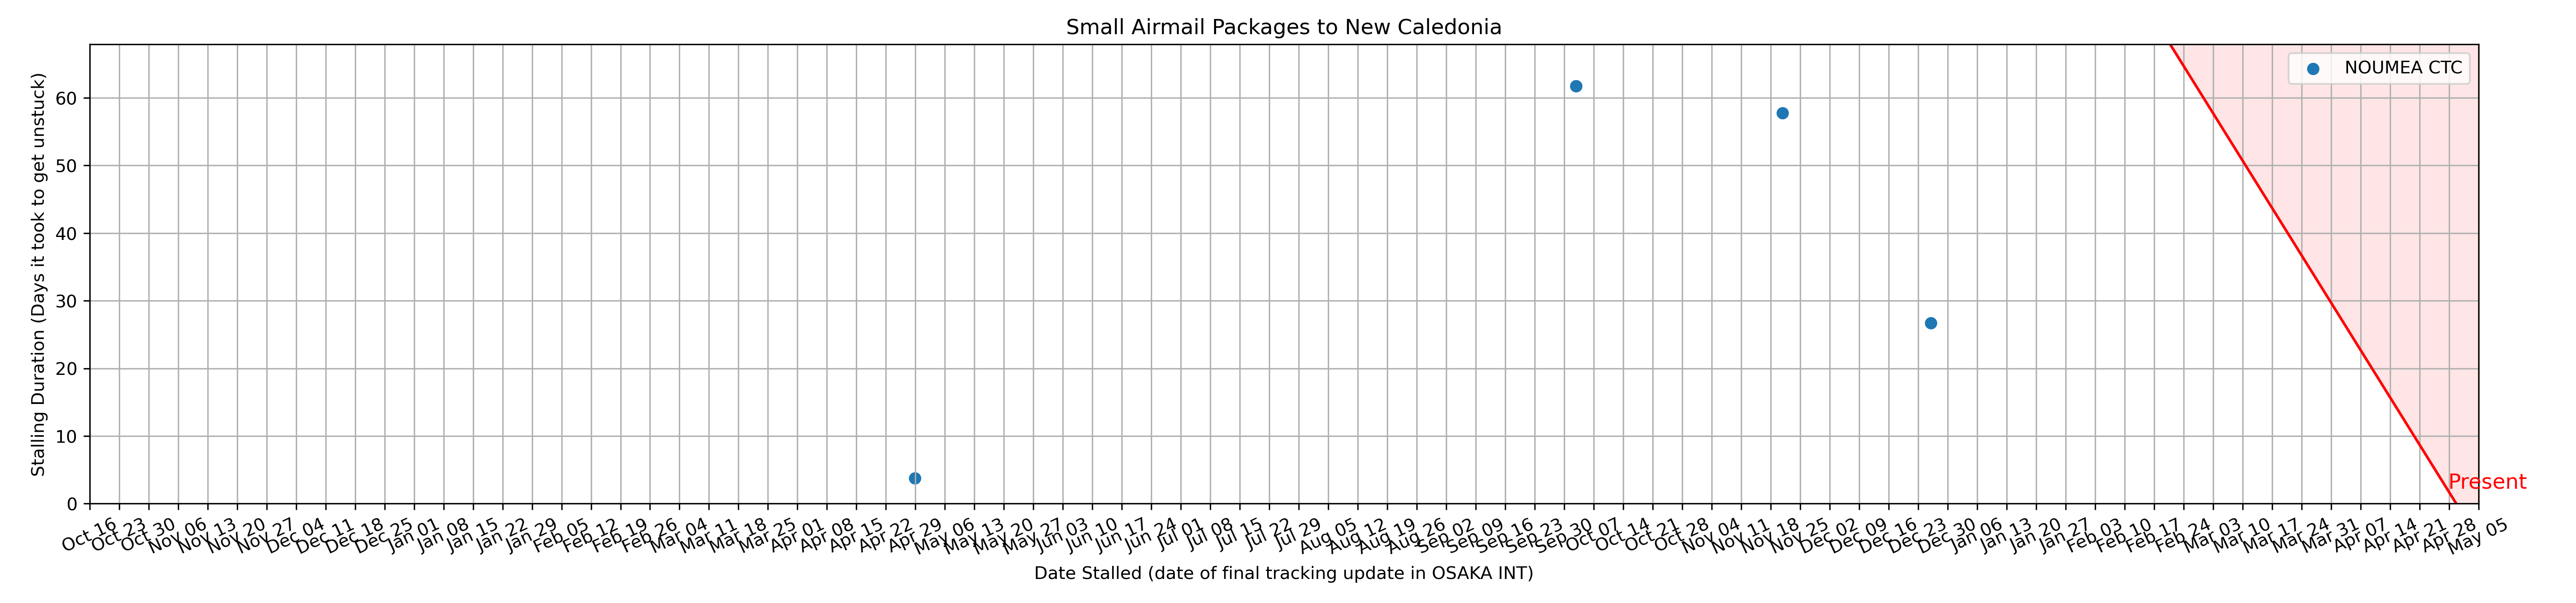 Small Airmail Packages to New Caledonia
NOUMEA CTC
Stalling Duration (Days it took to get unstuck)
60
50
40
30
20
10
0
Present
Oct 16 Oct 23 Oct 30 Nov 06 Nov 13 Nov 20 Nov 27 Dec 04 Dec 11 Dec 18 Dec 25 Jan 01 Jan 08 Jan 15 Jan 22 Jan 29 Feb 05 Feb 12 Feb 19 Feb 26 Mar 04 Mar 11 Mar 18 Mar 25 Apr 01 Apr 08 Apr 15 Apr 22 Apr 29 May 06 May 13 May 20 May 27 Jun 03 Jun 10 Jun 17 Jun 24 Jul 01 Jul 08 Jul 15 Jul 22 Jul 29 Aug 05 Aug 12 Aug 19 Aug 26 Sep 02 Sep 09 Sep 16 Sep 23 Sep 30 Oct 07 Oct 14 Oct 21 Oct 28 Nov 04 Nov 11 Nov 18 Nov 25 Dec 02 Dec 09 Dec 16 Dec 23 Dec 30 Jan 06 Jan 13 Jan 20 Jan 27 Feb 03 Feb 10 Feb 17 Feb 24 Mar 03 Mar 10 Mar 17 Mar 24 Mar 31 Apr 07 Apr 14 Apr 21 Apr 28 May 05
Date Stalled (date of final tracking update in OSAKA INT)